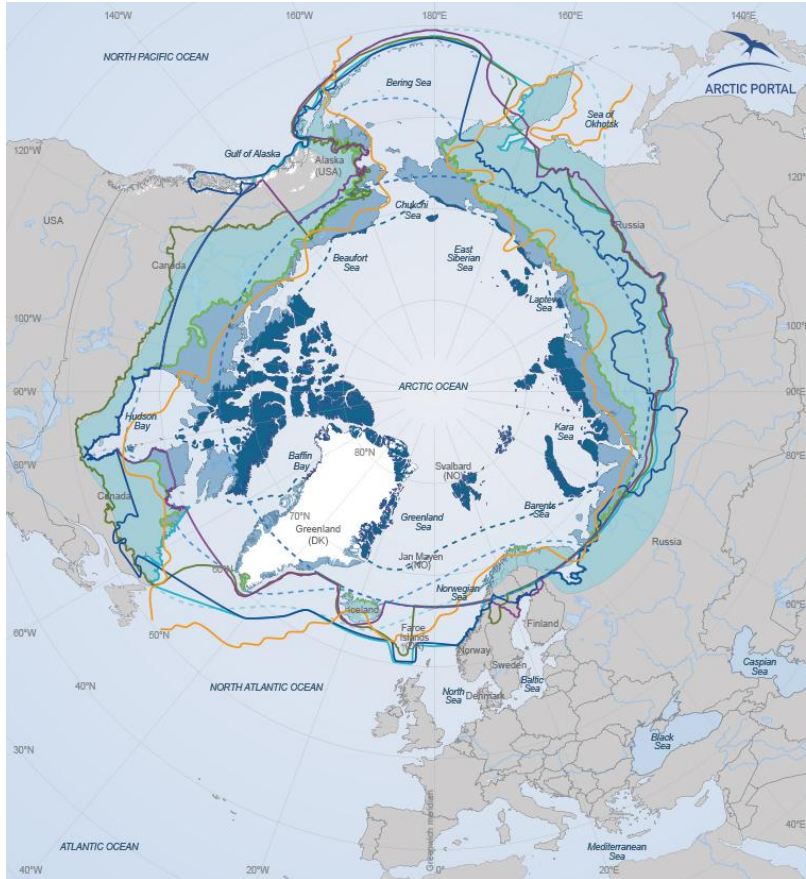 160°W
180°E
160°E
140°W
140°E
NORTH PACIFIC OCEAN
ARCTIC PORTAL
Bering Sea
Sea of
Okhotsk
120°W
Gulf of Alaska
Alaska
(USA)
120°
USA
Chukchi
Sea
Russia
Canada
Beaufort
Sea
East
Siberian Sea
Laptev
Sea
100°W
100°E
ARCTIC OCEAN
90°W
90°E
Hudson
Bay
Kara
Sea
80°W
Baffin
Bay
80°N
80°E
Svalbard
(NO)
Canada
70°N
Greenland
(DK)
Greenland
Sea
Barents
Sea
Jan Mayen
(NO)
Russia
60°N
Norwegian
Sea
Iceland
60°W
50°N
Faroe
Islands
Finland
Norway
Sweden
Caspian
Sea
40°N
NORTH ATLANTIC OCEAN
North
Sea
Denmark
Baltic
Sea
Black
Sea
30°N
Greenwich meridian
40°E
ATLANTIC OCEAN
Mediterranean
Sea
40°W
20°W
0°
20°E